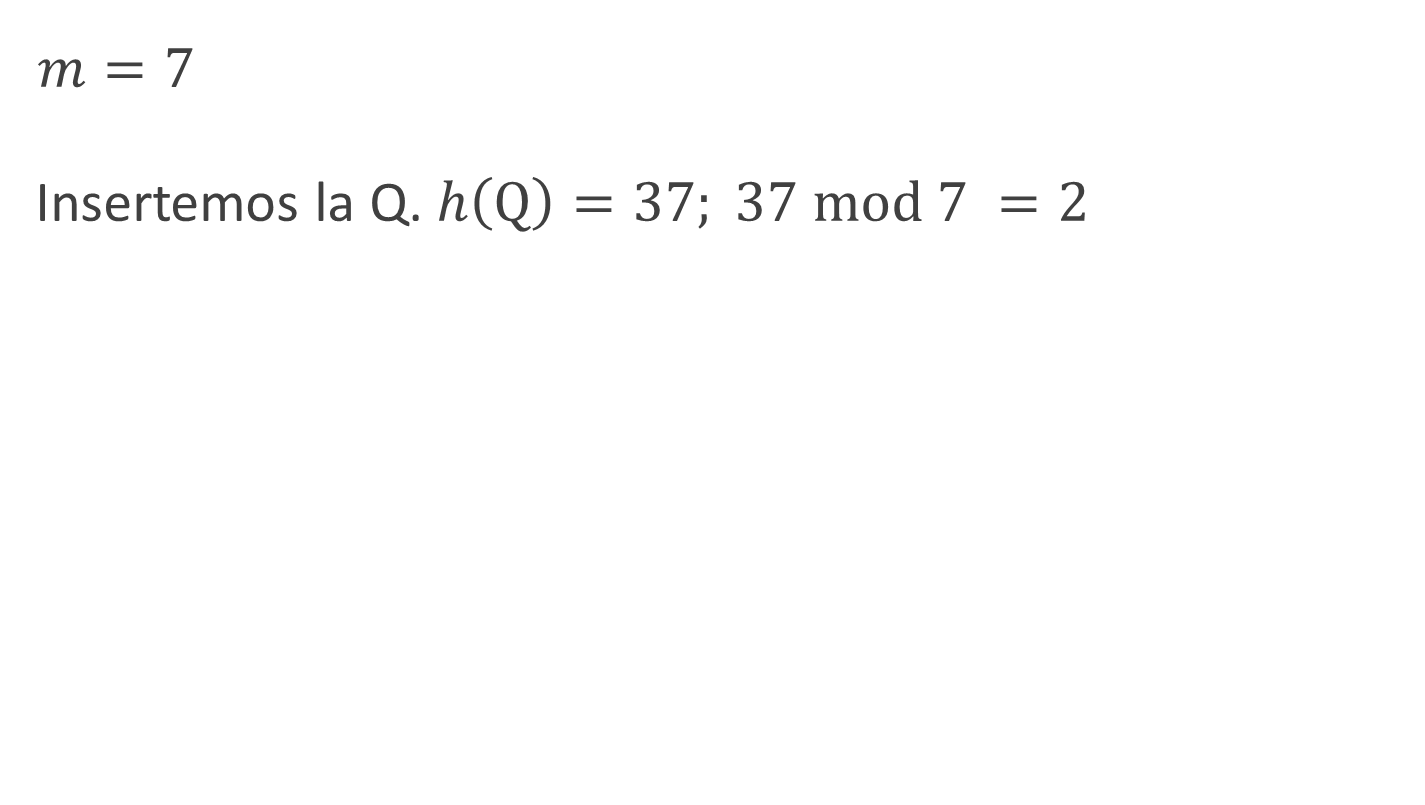 m = 7
Insertemos la Q. h(Q) = 37; 37 mod 7 = 2